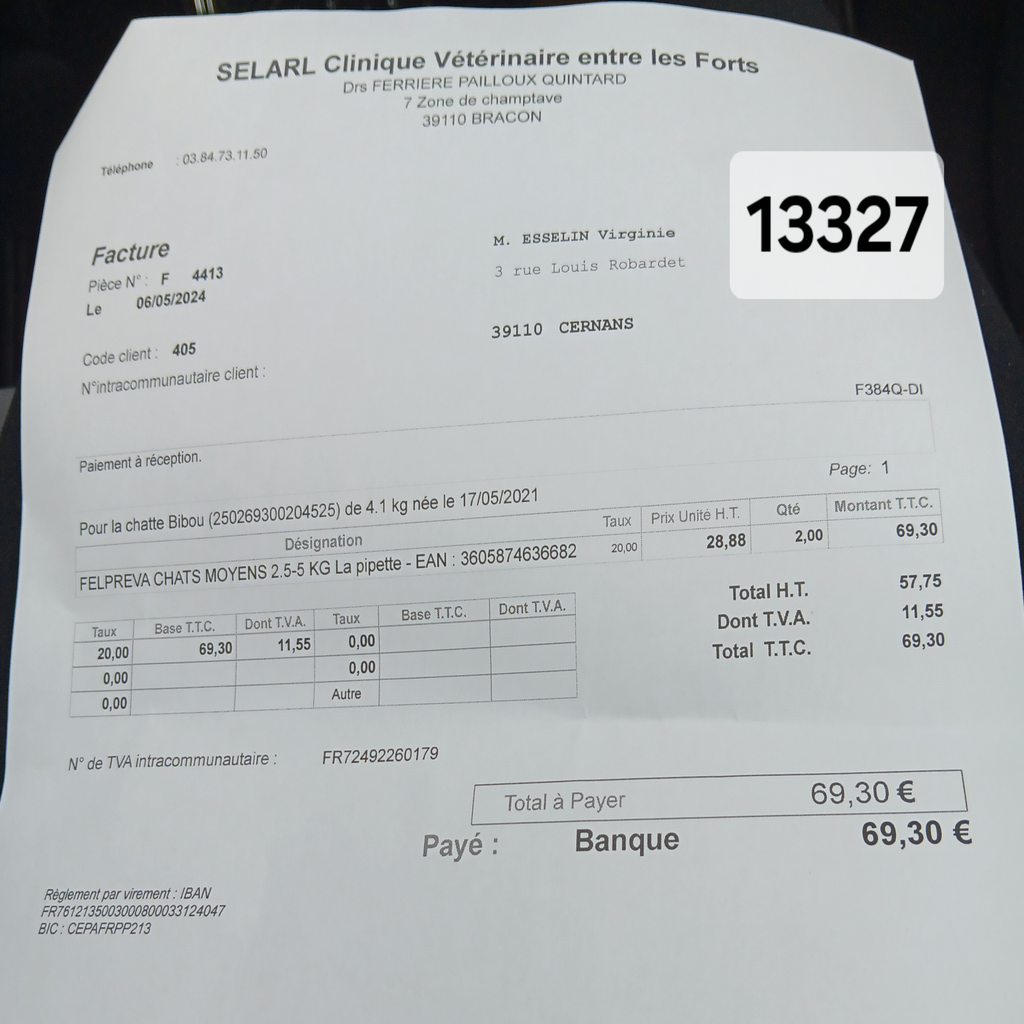 SELARL Clinique Vétérinaire entre les Forts
Drs FERRIERE PAILLOUX QUINTARD
7 Zone de champtave
39110 BRACON
Téléphone : 03.84.73.11.50
13327
Facture
Pièce N° : F 4413
Le 06/05/2024
M. ESSELIN Virginie
3 rue Louis Robardet
39110 CERNANS
Code client : 405
N°intracommunautaire client :
F384Q-DI
Paiement à réception.
Page: 1
Pour la chatte Bibou (250269300204525) de 4.1 kg née le 17/05/2021
Désignation Taux Prix Unité H.T. Qté Montant T.T.C.
FELPREVA CHATS MOYENS 2.5-5 KG La pipette - EAN : 3605874636682 20,00 28,88 2,00 69,30
Total H.T. 57,75
Dont T.V.A. 11,55
Total T.T.C. 69,30
Taux Base T.T.C. Dont T.V.A. Taux Base T.T.C. Dont T.V.A.
20,00 69,30 11,55 0,00
0,00 0,00
0,00 Autre
N° de TVA intracommunautaire : FR72492260179
Total à Payer 69,30 €
Payé : Banque 69,30 €
Règlement par virement : IBAN
FR7612135003000800033124047
BIC : CEPAFRPP213